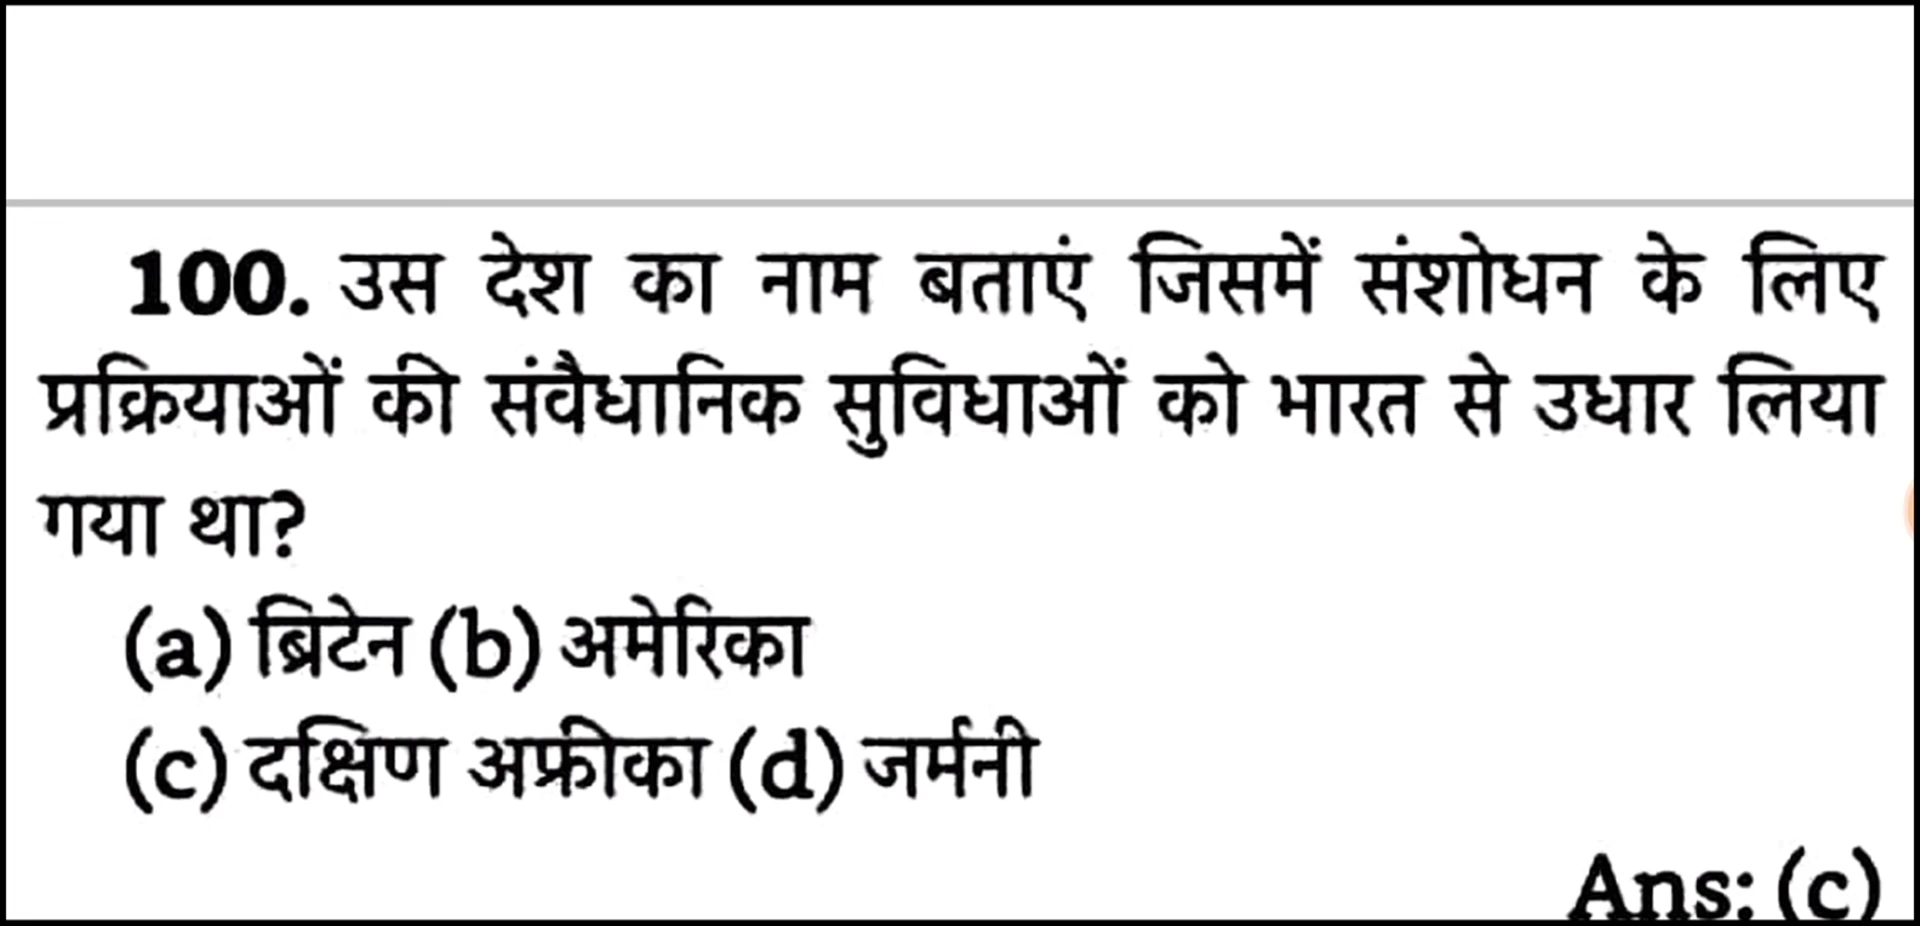 100. उस देश का नाम बताएं जिसमें संशोधन के लिए
प्रक्रियाओं की संवैधानिक सुविधाओं को भारत से उधार लिया
गया था?
(a) ब्रिटेन (b) अमेरिका
(c) दक्षिण अफ्रीका (d) जर्मनी
Ans: (c)